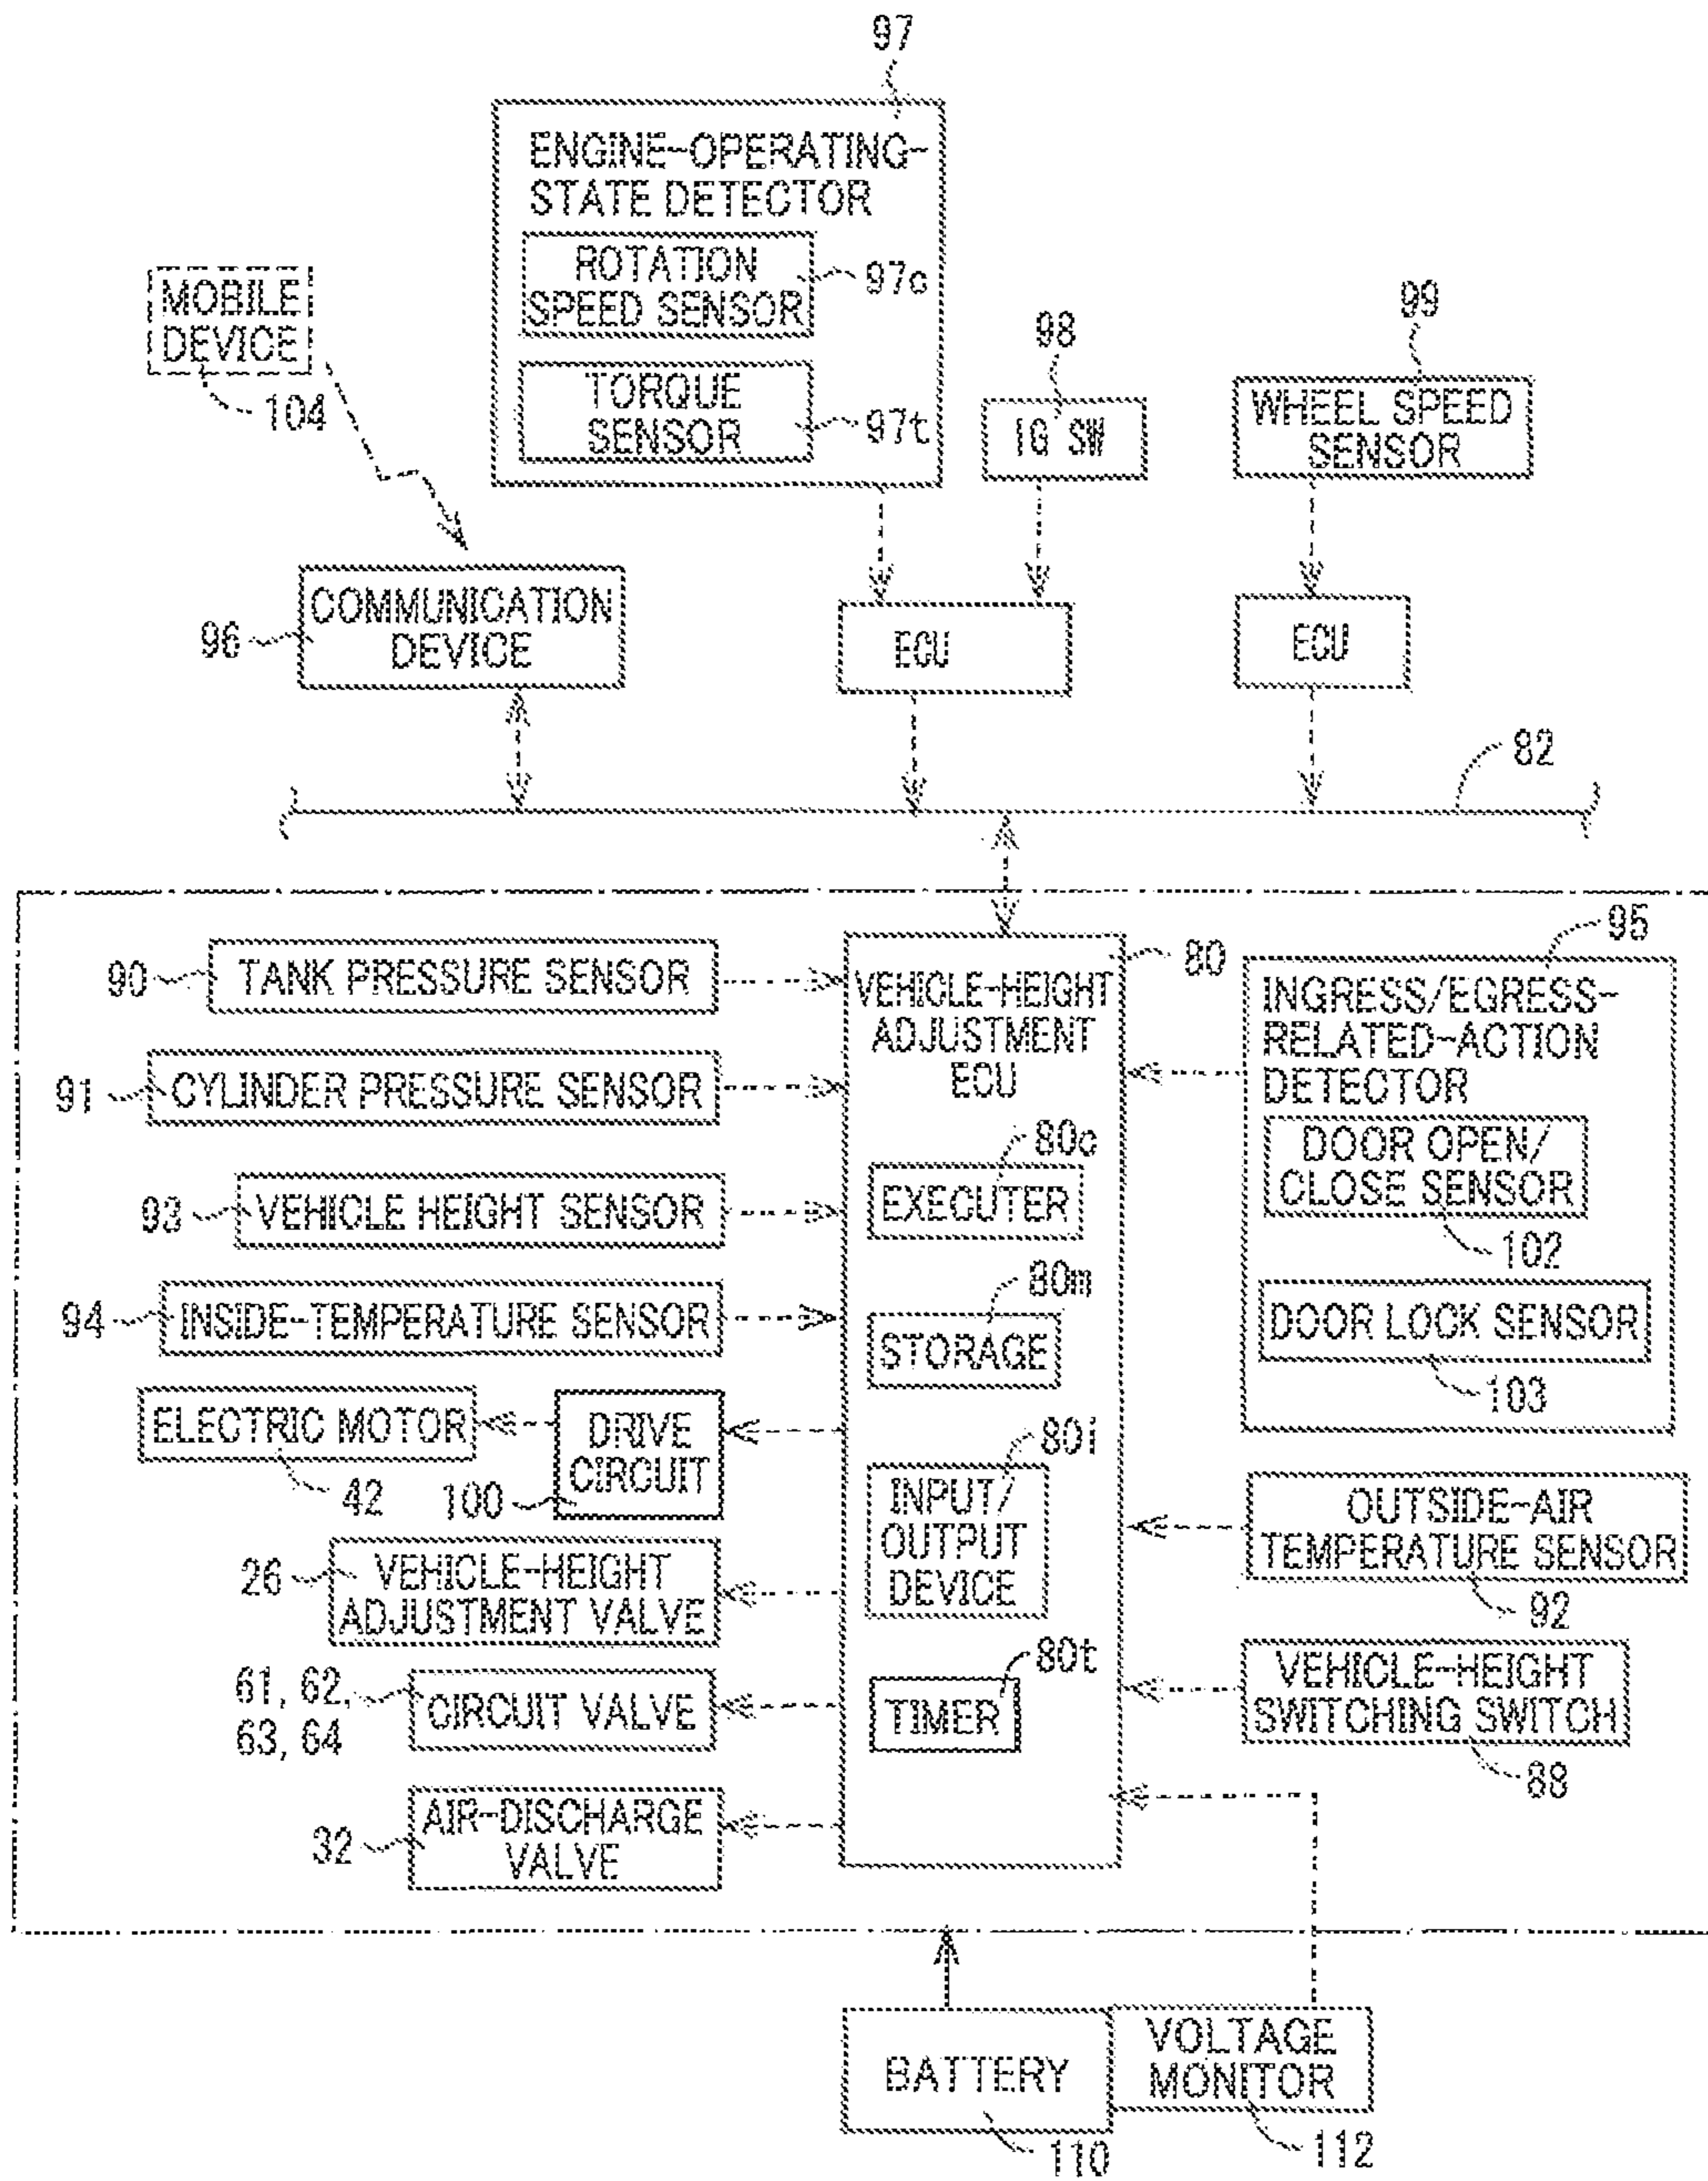 97
ENGINE-OPERATING-
STATE DETECTOR
ROTATION
SPEED SENSOR
97c
TORQUE
SENSOR
97t
MOBILE
DEVICE
104
98
IG SW
99
WHEEL SPEED
SENSOR
COMMUNICATION
DEVICE
96
ECU
ECU
82
90
TANK PRESSURE SENSOR
91
CYLINDER PRESSURE SENSOR
93
VEHICLE HEIGHT SENSOR
94
INSIDE-TEMPERATURE SENSOR
ELECTRIC MOTOR
42
DRIVE
CIRCUIT
100
26
VEHICLE-HEIGHT
ADJUSTMENT VALVE
61, 62,
63, 64
CIRCUIT VALVE
32
AIR-DISCHARGE
VALVE
80
VEHICLE-HEIGHT
ADJUSTMENT
ECU
80c
EXECUTER
80m
STORAGE
80i
INPUT/
OUTPUT
DEVICE
80t
TIMER
95
INGRESS/EGRESS-
RELATED-ACTION
DETECTOR
DOOR OPEN/
CLOSE SENSOR
102
DOOR LOCK SENSOR
103
OUTSIDE-AIR
TEMPERATURE SENSOR
92
VEHICLE-HEIGHT
SWITCHING SWITCH
88
BATTERY
110
VOLTAGE
MONITOR
112